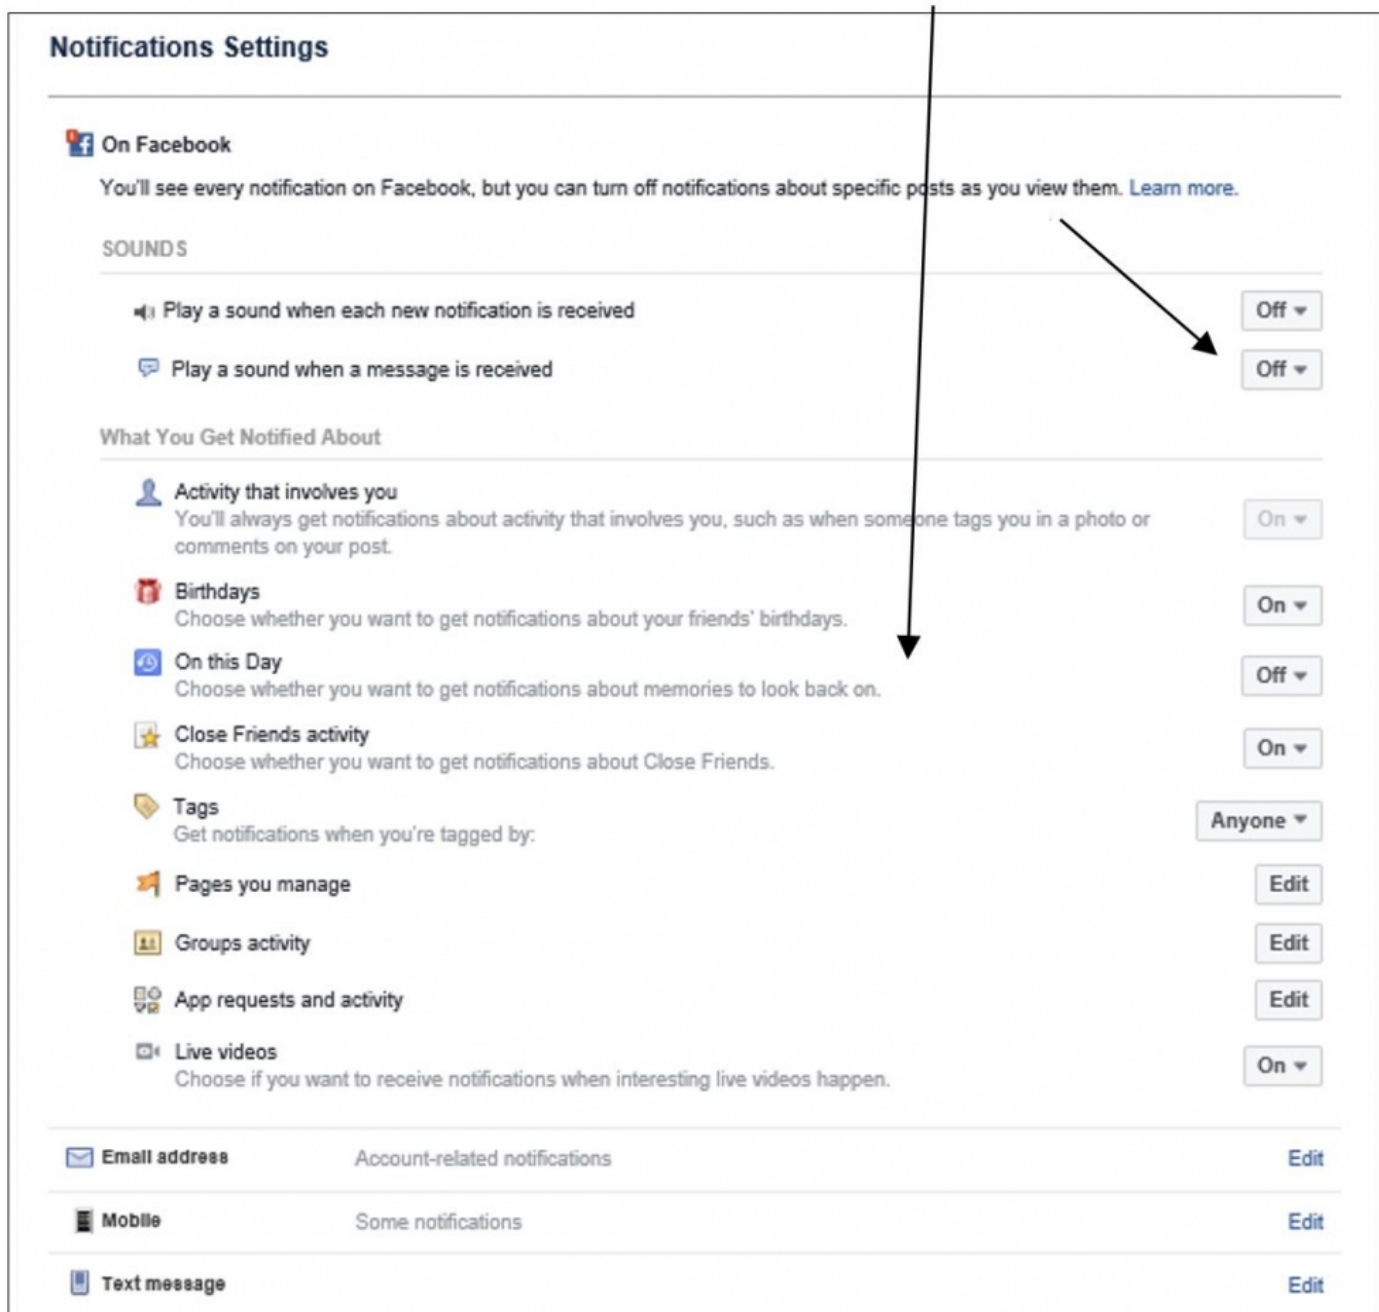 Notifications Settings
On Facebook
You'll see every notification on Facebook, but you can turn off notifications about specific posts as you view them. Learn more.
SOUNDS
Play a sound when each new notification is received Off
Play a sound when a message is received Off
What You Get Notified About
Activity that involves you
You'll always get notifications about activity that involves you, such as when someone tags you in a photo or On
comments on your post.
Birthdays
Choose whether you want to get notifications about your friends' birthdays. On
On this Day
Choose whether you want to get notifications about memories to look back on. Off
Close Friends activity
Choose whether you want to get notifications about Close Friends. On
Tags
Get notifications when you're tagged by: Anyone
Pages you manage Edit
Groups activity Edit
App requests and activity Edit
Live videos
Choose if you want to receive notifications when interesting live videos happen. On
Email address Account-related notifications Edit
Mobile Some notifications Edit
Text message Edit